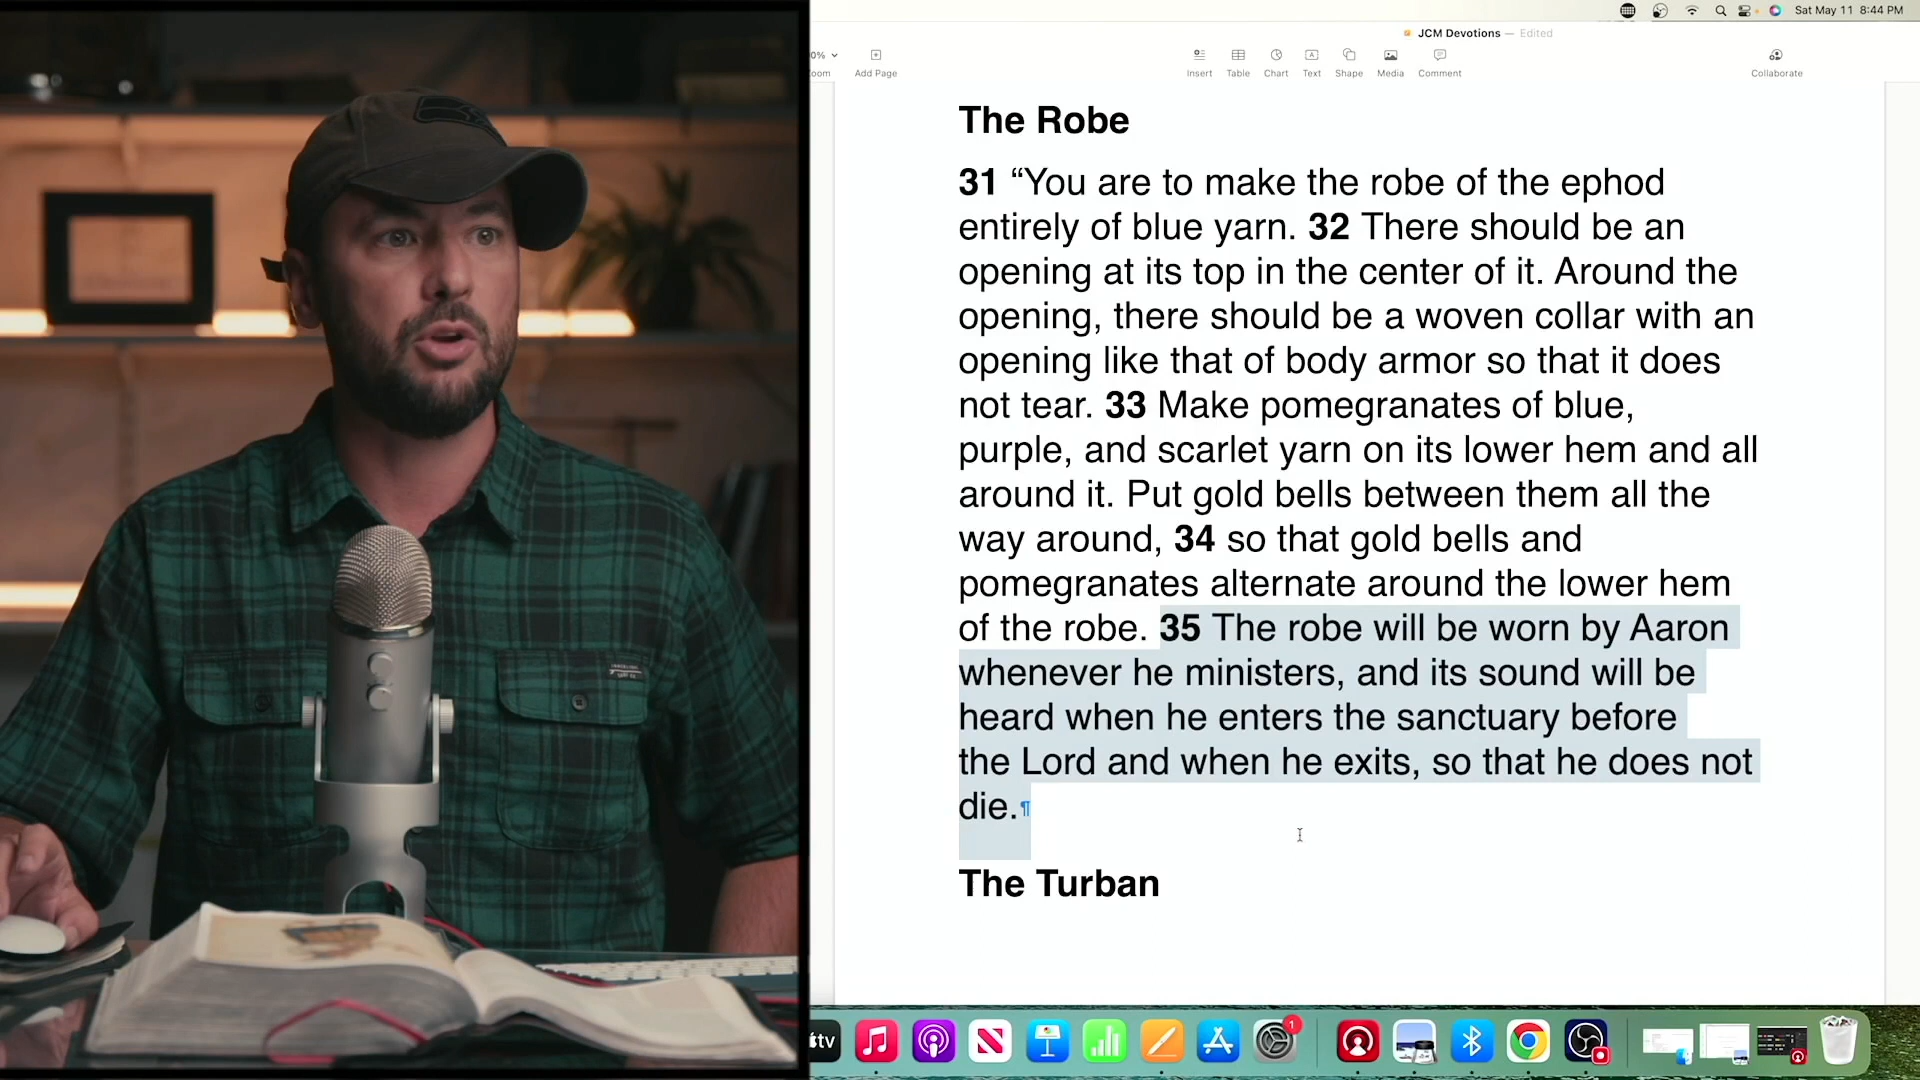 Sat May 11 8:44 PM
JCM Devotions — Edited
0%
oom
Add Page
Insert
Table
Chart
Text
Shape
Media
Comment
Collaborate
The Robe
31 “You are to make the robe of the ephod
entirely of blue yarn. 32 There should be an
opening at its top in the center of it. Around the
opening, there should be a woven collar with an
opening like that of body armor so that it does
not tear. 33 Make pomegranates of blue,
purple, and scarlet yarn on its lower hem and all
around it. Put gold bells between them all the
way around, 34 so that gold bells and
pomegranates alternate around the lower hem
of the robe. 35 The robe will be worn by Aaron
whenever he ministers, and its sound will be
heard when he enters the sanctuary before
the Lord and when he exits, so that he does not
die.¶
The Turban
tv
1